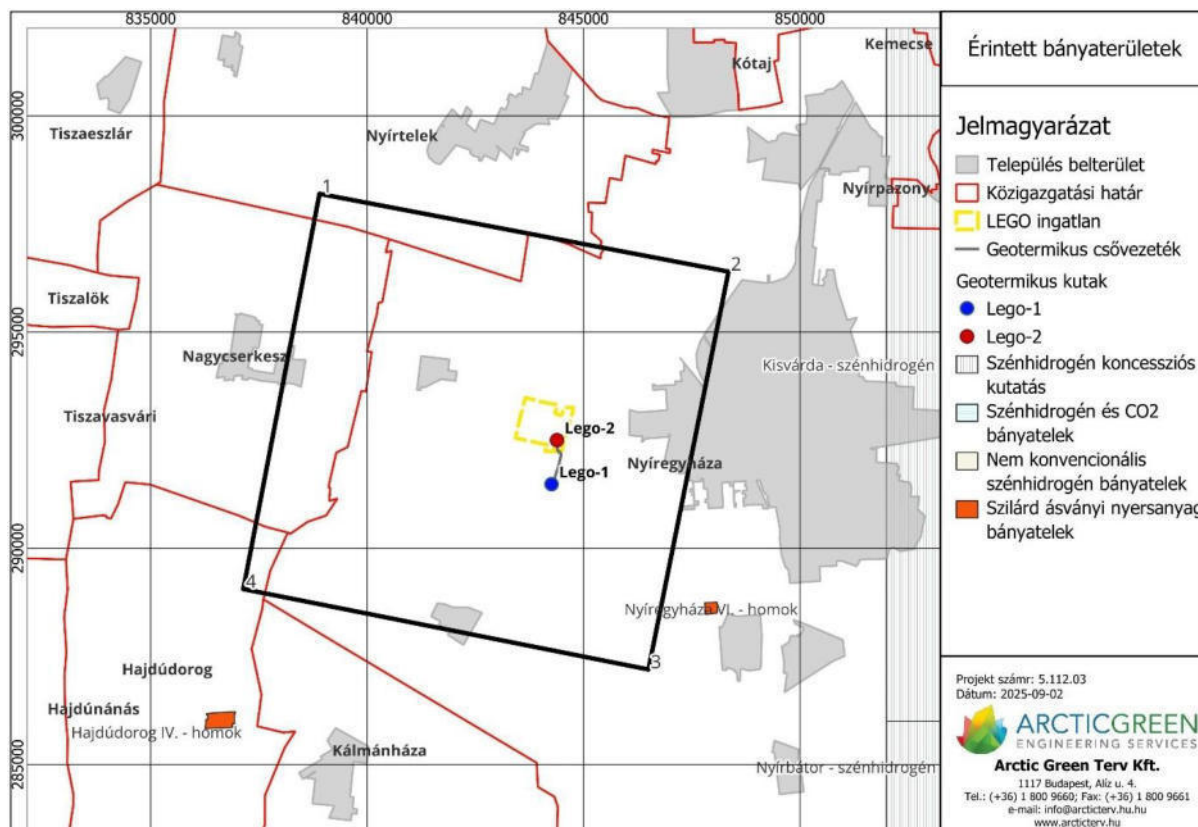 835000
840000
845000
850000
300000
295000
290000
285000
Kemecse
Kótaj
Tiszaeszlár
Nyírtelek
Nyírpazony
1
2
Tiszalök
Nagycserkesz
Kisvárda - szénhidrogén
Tiszavasvári
Lego-2
Nyíregyháza
Lego-1
4
Nyíregyháza VI. - homok
3
Hajdúdorog
Hajdúnánás
Hajdúdorog IV. - homok
Kálmánháza
Nyírbátor - szénhidrogén
Érintett bányaterületek
Jelmagyarázat
Település belterület
Közigazgatási határ
LEGO ingatlan
Geotermikus csővezeték
Geotermikus kutak
Lego-1
Lego-2
Szénhidrogén koncessziós
kutatás
Szénhidrogén és CO2
bányatelek
Nem konvencionális
szénhidrogén bányatelek
Szilárd ásványi nyersanyag
bányatelek
Projekt számr: 5.112.03
Dátum: 2025-09-02
ARCTICGREEN
ENGINEERING SERVICES
Arctic Green Terv Kft.
1117 Budapest, Alíz u. 4.
Tel.: (+36) 1 800 9660; Fax: (+36) 1 800 9661
e-mail: info@arcticterv.hu.hu
www.arcticterv.hu